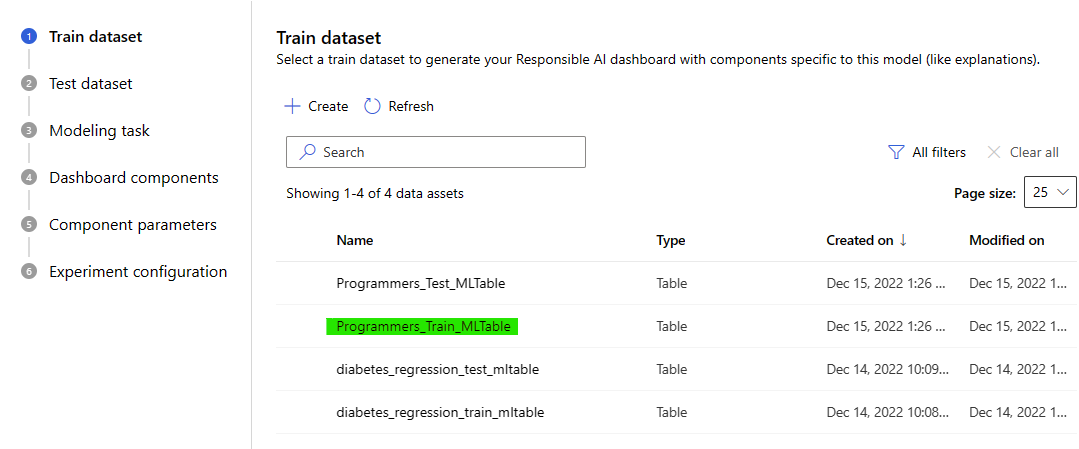 1 Train dataset
2 Test dataset
3 Modeling task
4 Dashboard components
5 Component parameters
6 Experiment configuration
Train dataset
Select a train dataset to generate your Responsible AI dashboard with components specific to this model (like explanations).
Create Refresh
Search All filters Clear all
Showing 1-4 of 4 data assets Page size: 25
Name Type Created on ↓ Modified on
Programmers_Test_MLTable Table Dec 15, 2022 1:26 ... Dec 15, 2022 1...
Programmers_Train_MLTable Table Dec 15, 2022 1:26 ... Dec 15, 2022 1...
diabetes_regression_test_mltable Table Dec 14, 2022 10:09... Dec 14, 2022 1...
diabetes_regression_train_mltable Table Dec 14, 2022 10:08... Dec 14, 2022 1...